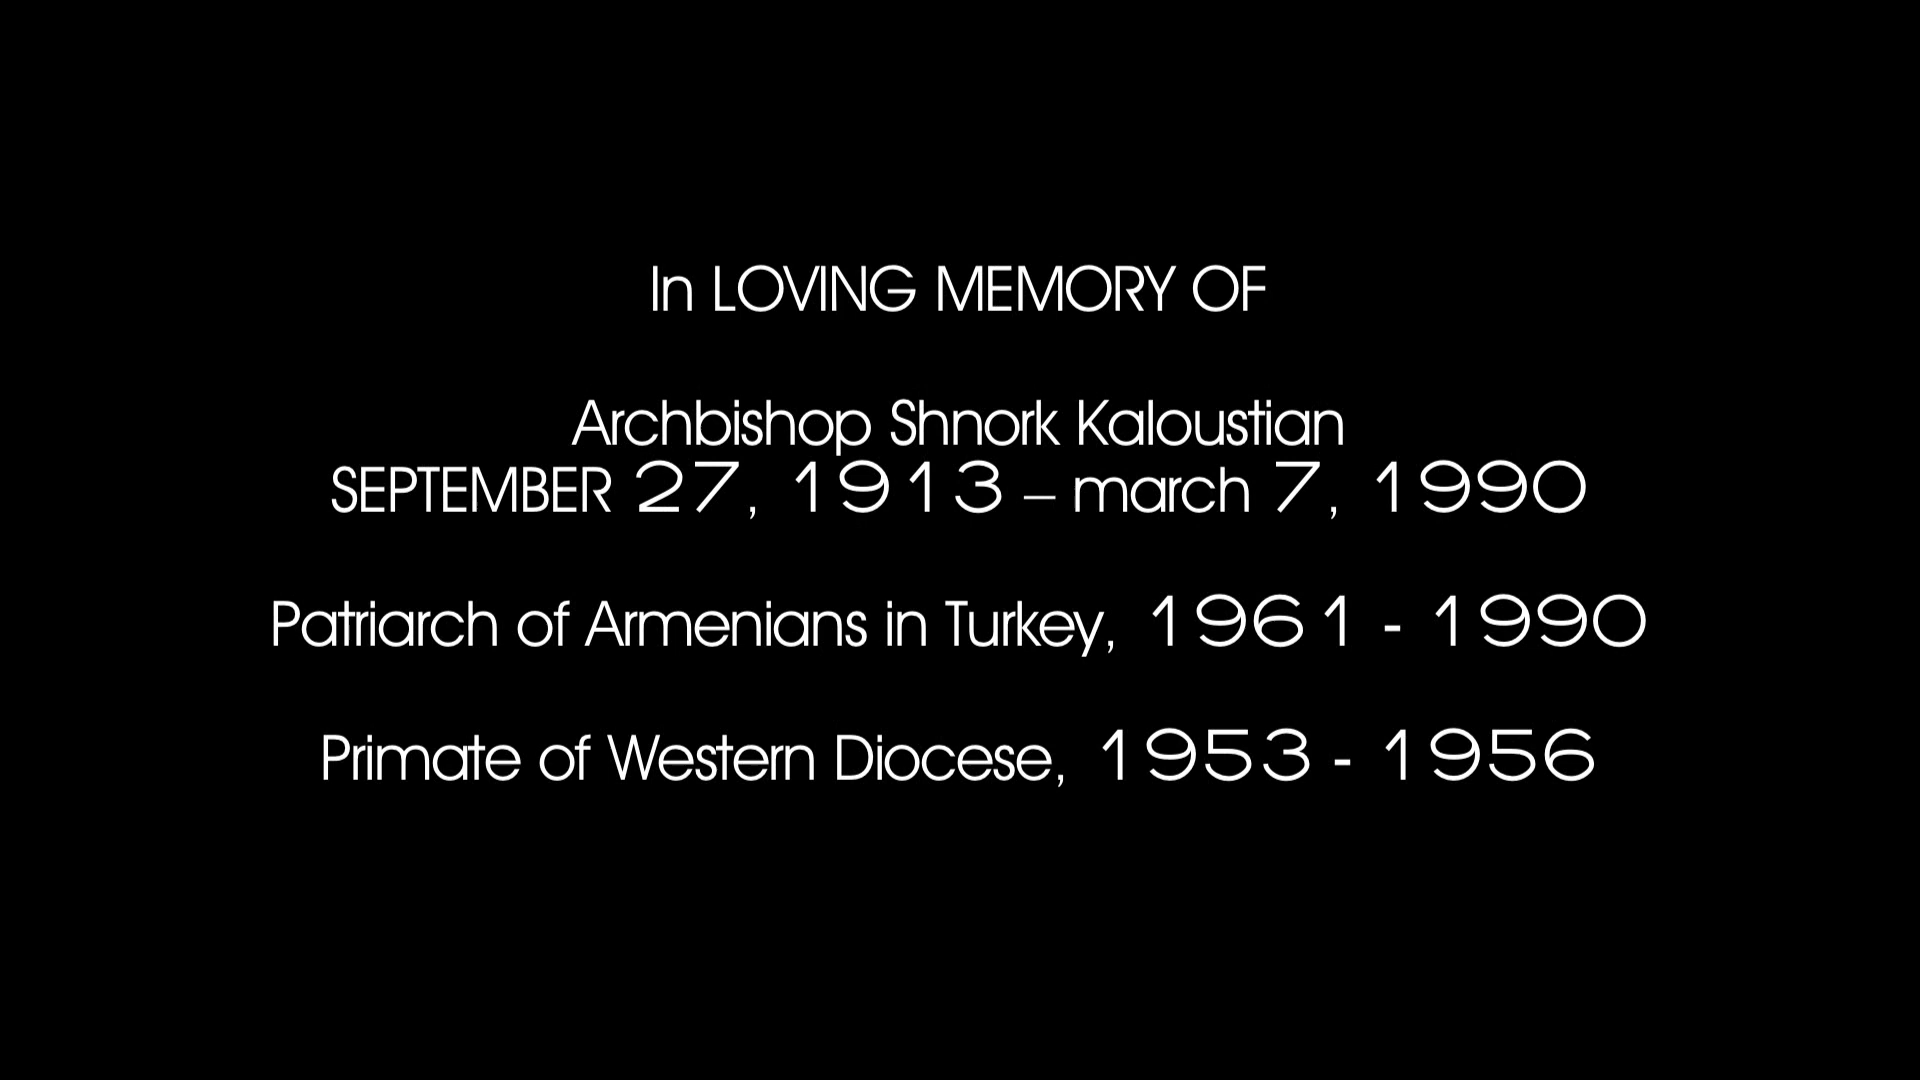 In LOVING MEMORY OF
Archbishop Shnork Kaloustian
SEPTEMBER 27, 1913 – march 7, 1990
Patriarch of Armenians in Turkey, 1961 - 1990
Primate of Western Diocese, 1953 - 1956